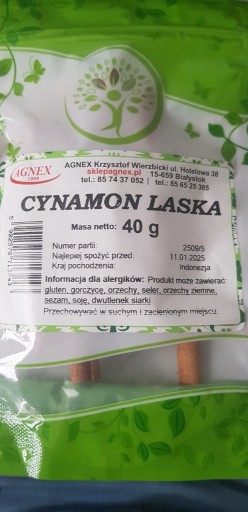 AGNEX
1990
AGNEX Krzysztof Wierzbicki ul. Hotelowa 38
sklepagnex.pl 15-659 Białystok
tel.: 85 74 37 052 | tel.: 85 65 25 385
CYNAMON LASKA
Masa netto: 40 g
Numer partii: 2509/5
Najlepiej spożyć przed: 11.01.2025
Kraj pochodzenia: Indonezja
Informacja dla alergików: Produkt może zawierać:
gluten, gorczycę, orzechy, seler, orzechy ziemne,
sezam, soję, dwutlenek siarki
Przechowywać w suchym i zacienionym miejscu.